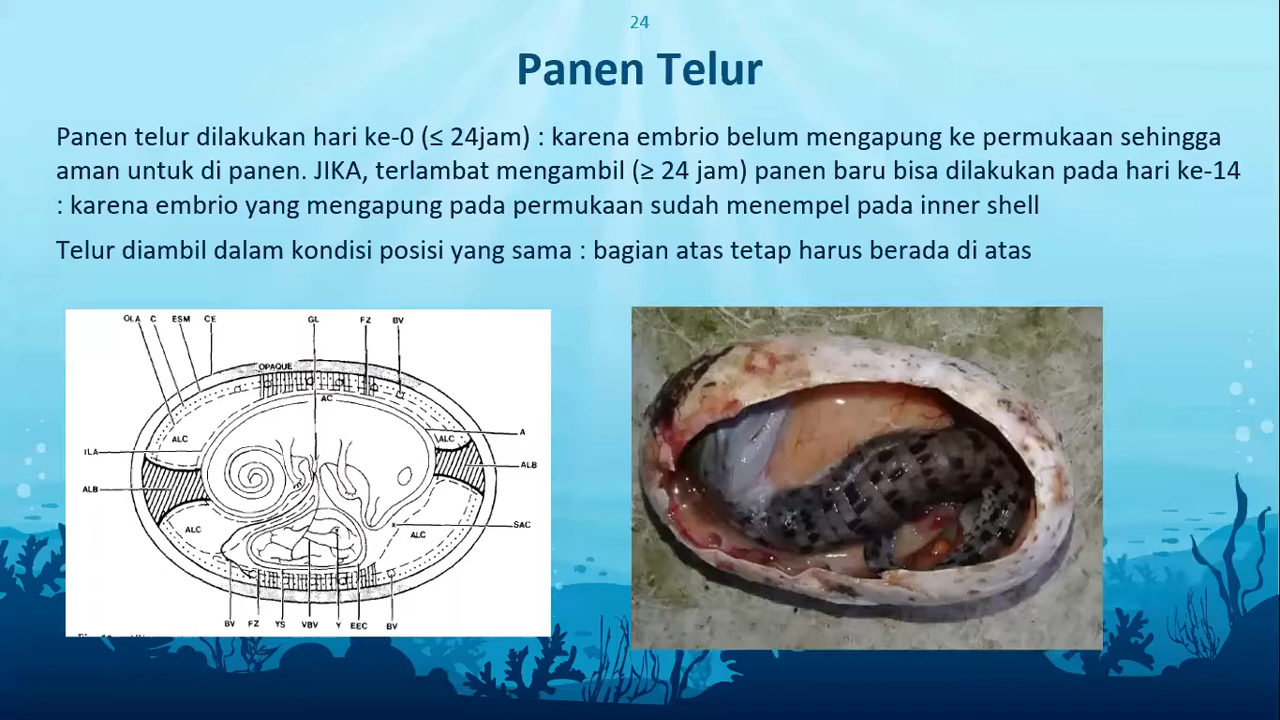 24
Panen Telur
Panen telur dilakukan hari ke-0 (≤ 24jam) : karena embrio belum mengapung ke permukaan sehingga
aman untuk di panen. JIKA, terlambat mengambil (≥ 24 jam) panen baru bisa dilakukan pada hari ke-14
: karena embrio yang mengapung pada permukaan sudah menempel pada inner shell
Telur diambil dalam kondisi posisi yang sama : bagian atas tetap harus berada di atas
OLA C ESM CE GL FZ BV
OPAQUE
AC
A
ALC ALC
ILA
ALB
ALB
SAC
ALC ALC
BV FZ YS VBV Y EEC BV